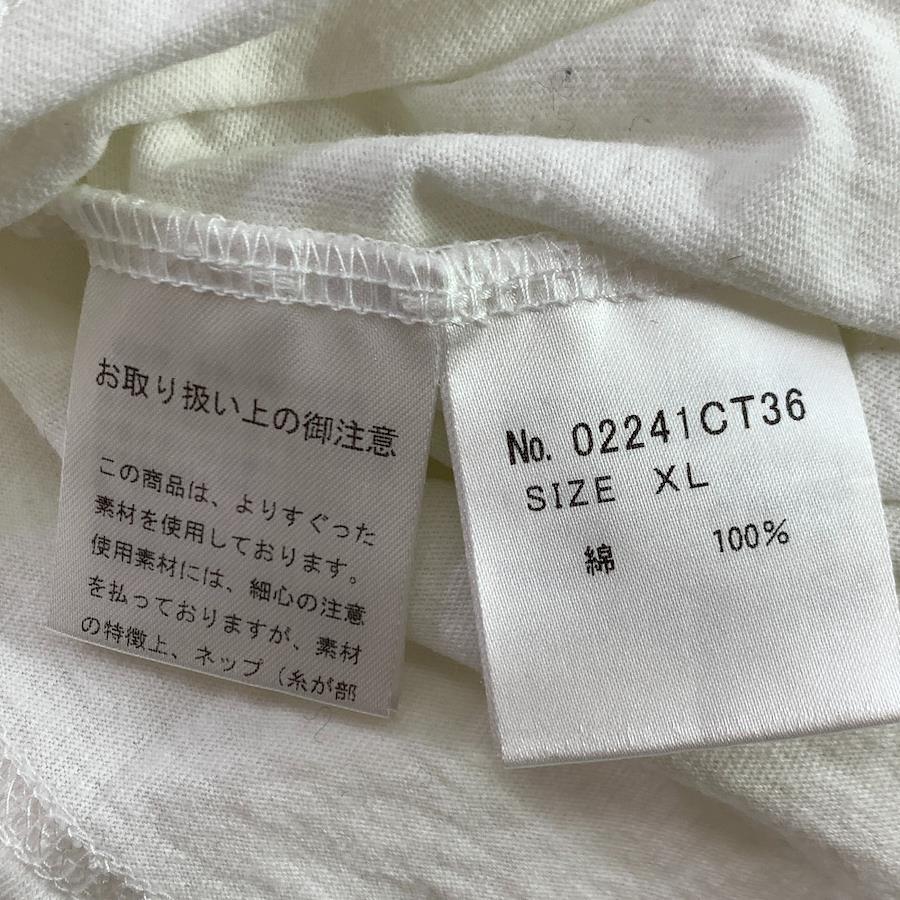 お取り扱い上の御注意
この商品は、よりすぐった
素材を使用しております。
使用素材には、細心の注意
を払っておりますが、素材
の特徴上、ネップ（糸が部
№. 02241CT36
SIZE XL
綿 100%